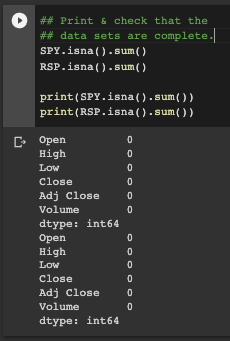 ## Print & check that the
## data sets are complete.
SPY.isna().sum()
RSP.isna().sum()
print(SPY.isna().sum())
print(RSP.isna().sum())
Open 0
High 0
Low 0
Close 0
Adj Close 0
Volume 0
dtype: int64
Open 0
High 0
Low 0
Close 0
Adj Close 0
Volume 0
dtype: int64